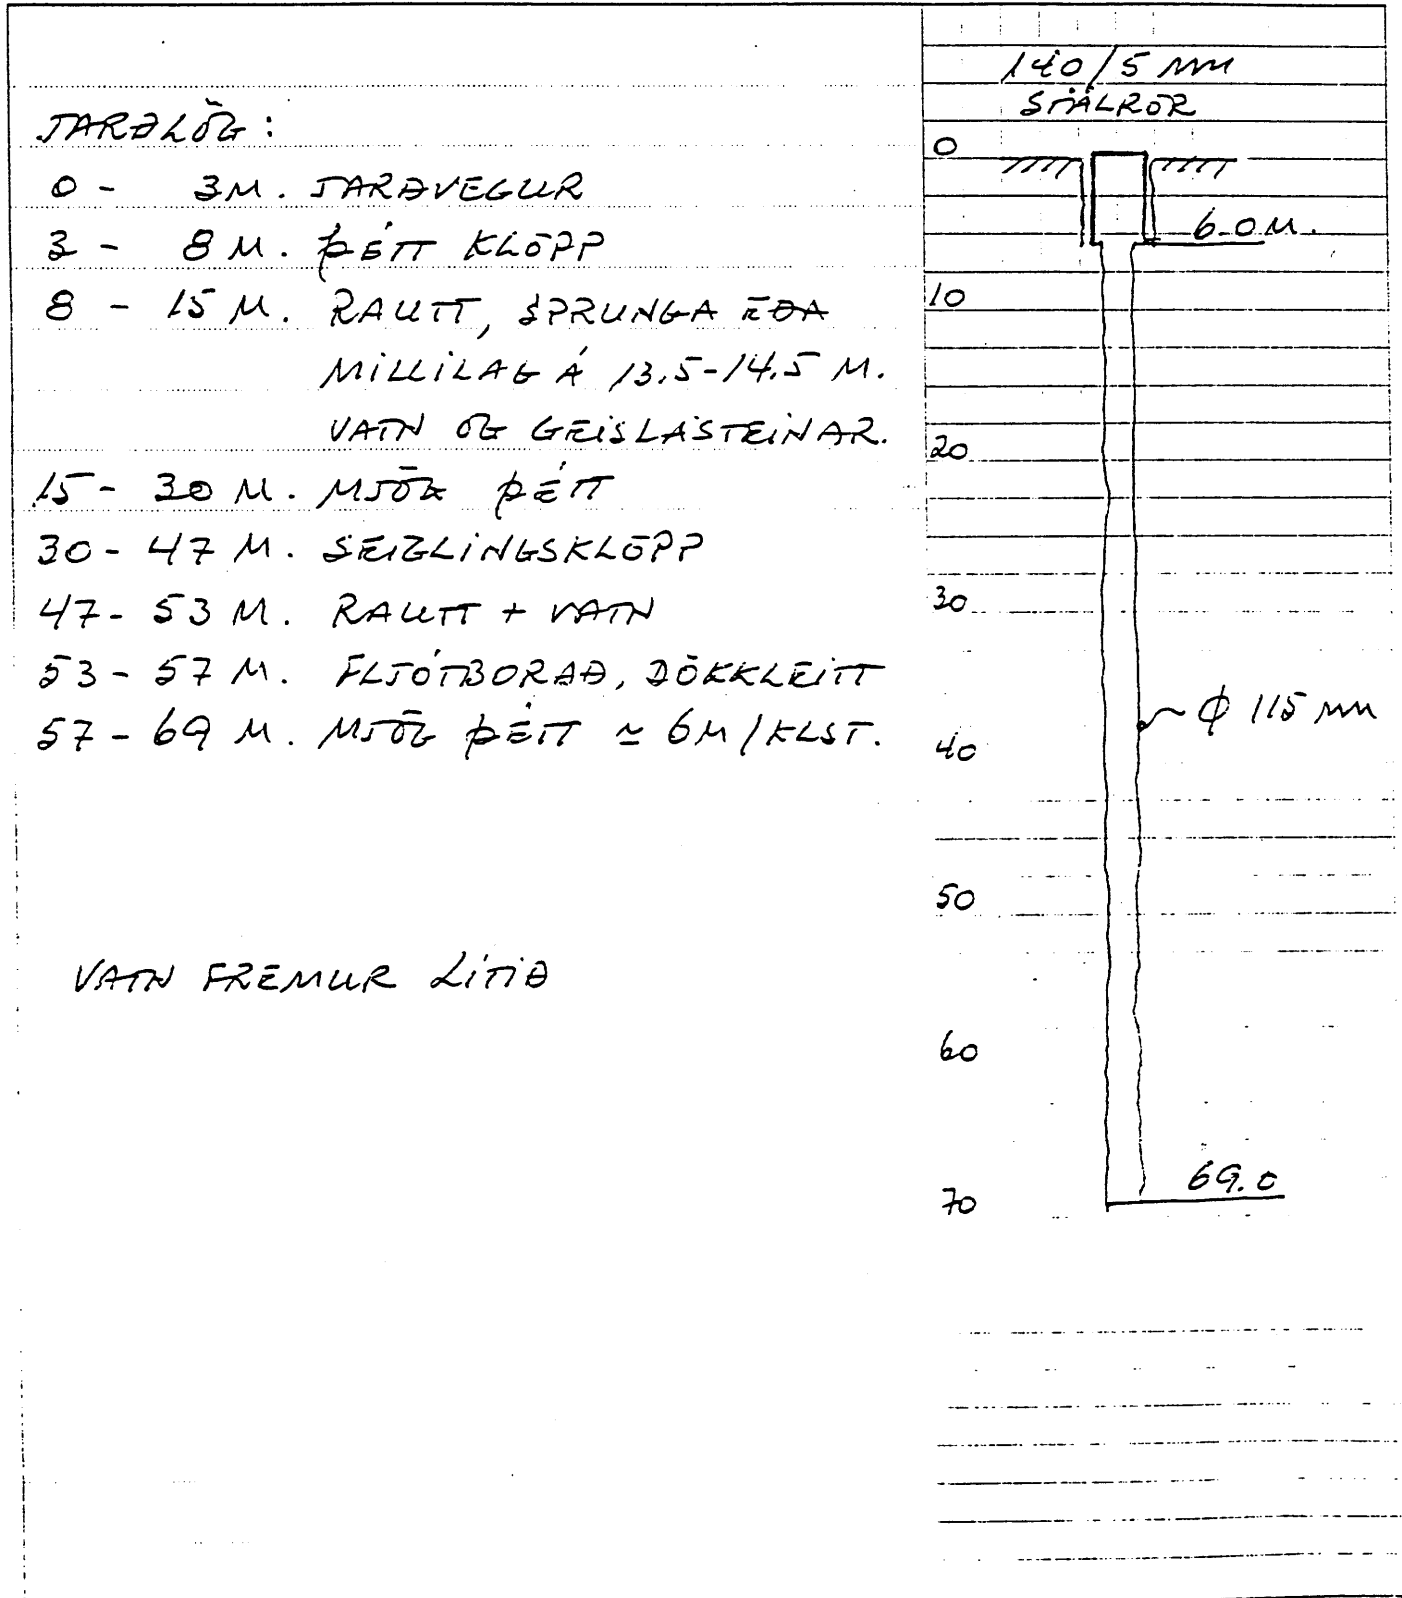 JARÐLÖG:
0 - 3M. JARÐVEGUR
3 - 8 M. ÞÉTT KLÖPP
8 - 15 M. RAUTT, SPRUNGA EÐA
MILLILAG Á 13.5-14.5 M.
VATN OG GEISLASTEINAR.
15 - 30 M. MJÖG ÞÉTT
30 - 47 M. SEIGLINGSKLÖPP
47 - 53 M. RAUTT + VATN
53 - 57 M. FLJÓTBORAÐ, DÖKKLEITT
57 - 69 M. MJÖG ÞÉTT ≃ 6M/KLST.
VATN FREMUR LÍTIÐ
140/5 MM
STÁLRÖR
0
6.0 M.
10
20
30
Φ 115 MM
40
50
60
69.0
70